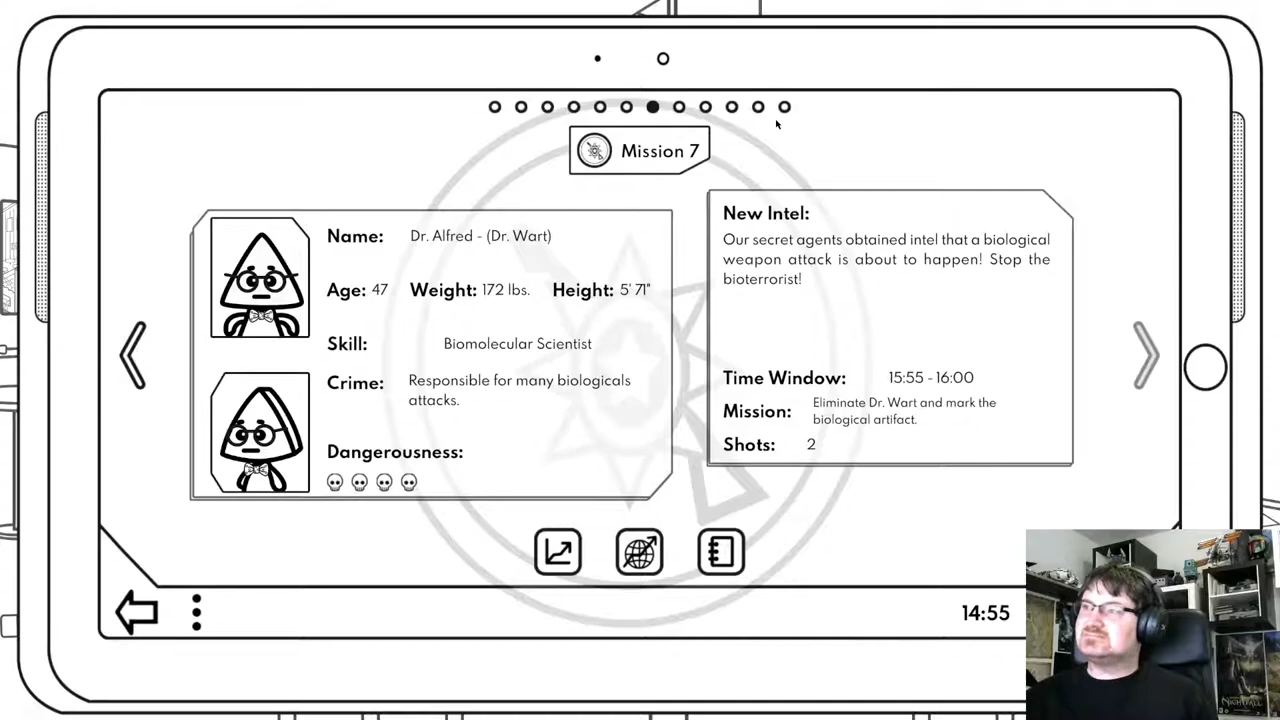 Mission 7
Name: Dr. Alfred - (Dr. Wart)
Age: 47 Weight: 172 lbs. Height: 5' 71"
Skill: Biomolecular Scientist
Crime: Responsible for many biologicals
attacks.
Dangerousness:
New Intel:
Our secret agents obtained intel that a biological
weapon attack is about to happen! Stop the
bioterrorist!
Time Window: 15:55 - 16:00
Mission: Eliminate Dr. Wart and mark the
biological artifact.
Shots: 2
14:55
NIGHTFALL